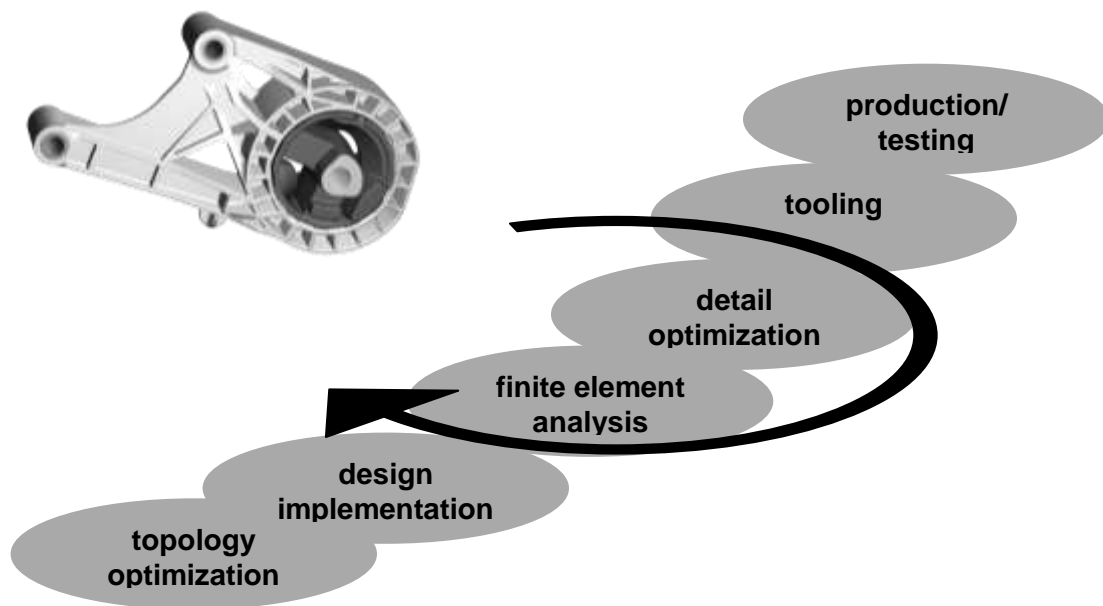 production/
testing
tooling
detail
optimization
finite element
analysis
design
implementation
topology
optimization